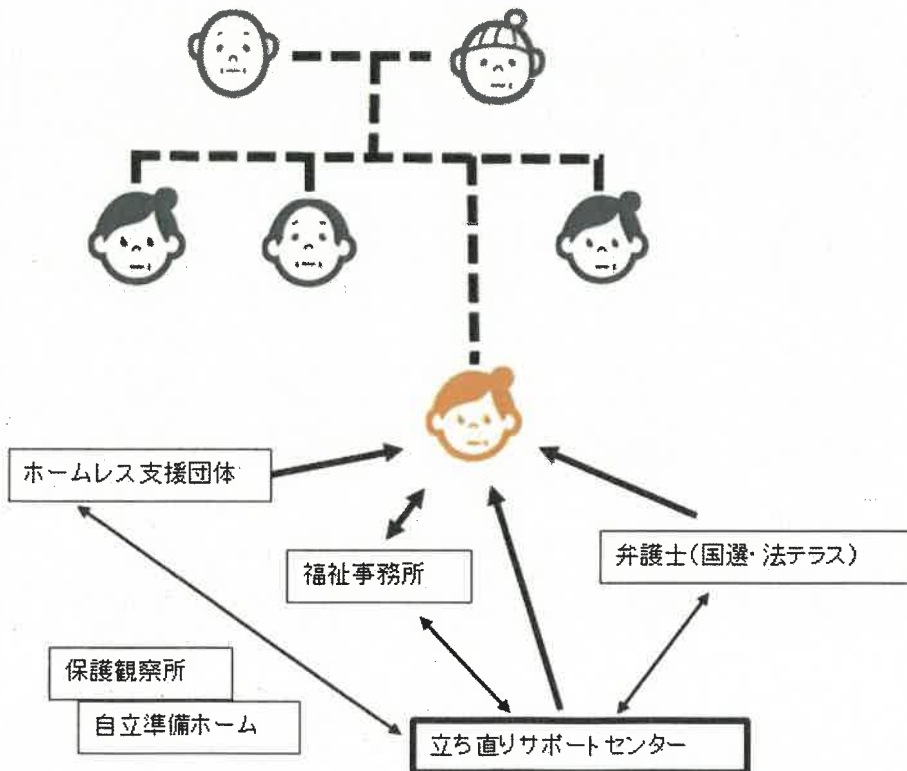 ホームレス支援団体
福祉事務所
弁護士(国選・法テラス)
保護観察所
自立準備ホーム
立ち直りサポートセンター